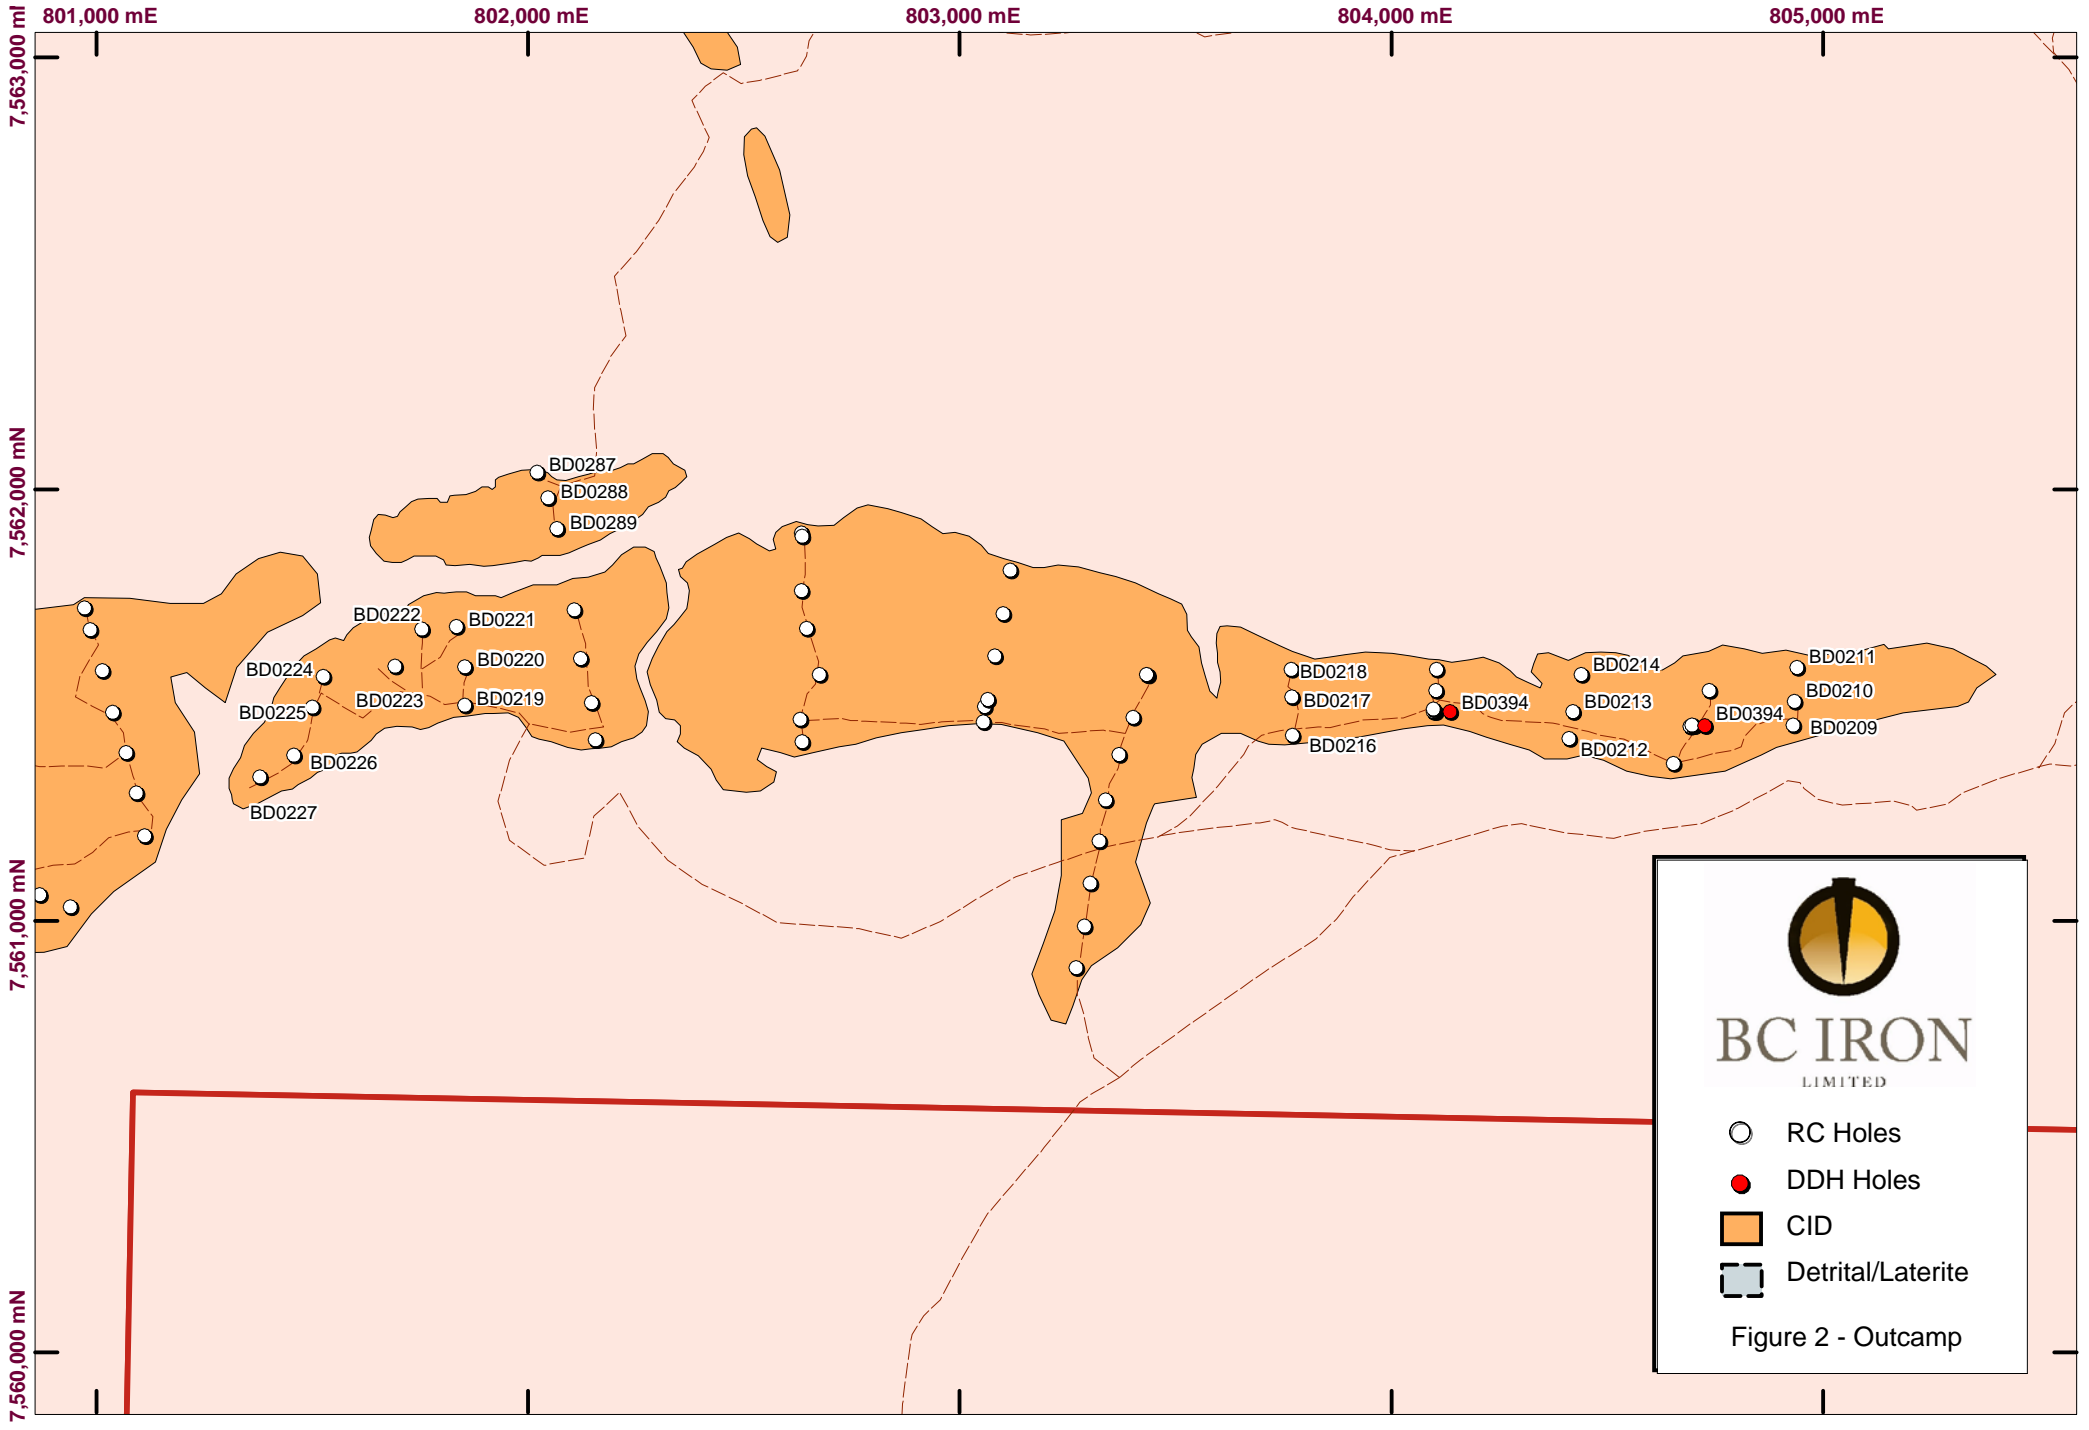 801,000 mE
802,000 mE
803,000 mE
804,000 mE
805,000 mE
7,563,000 ml
7,562,000 mN
7,561,000 mN
7,560,000 mN
BD0287
BD0288
BD0289
BD0222
BD0221
BD0224
BD0220
BD0223
BD0219
BD0225
BD0226
BD0227
BD0218
BD0217
BD0216
BD0394
BD0214
BD0213
BD0212
BD0394
BD0211
BD0210
BD0209
BC IRON
LIMITED
RC Holes
DDH Holes
CID
Detrital/Laterite
Figure 2 - Outcamp